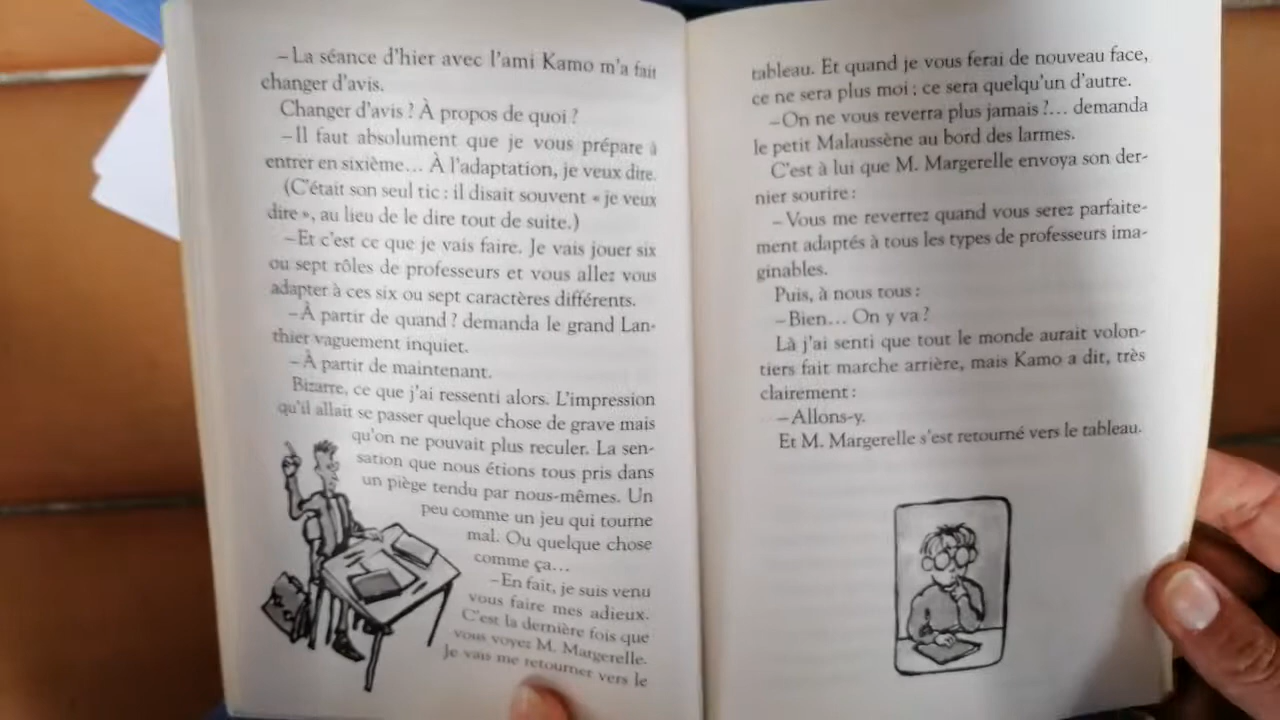 – La séance d'hier avec l'ami Kamo m'a fait
changer d'avis.
Changer d'avis ? À propos de quoi ?
– Il faut absolument que je vous prépare à
entrer en sixième... À l'adaptation, je veux dire.
(C'était son seul tic : il disait souvent « je veux
dire », au lieu de le dire tout de suite.)
– Et c'est ce que je vais faire. Je vais jouer six
ou sept rôles de professeurs et vous allez vous
adapter à ces six ou sept caractères différents.
– À partir de quand ? demanda le grand Lan-
thier vaguement inquiet.
– À partir de maintenant.
Bizarre, ce que j'ai ressenti alors. L'impression
qu'il allait se passer quelque chose de grave mais
qu'on ne pouvait plus reculer. La sen-
sation que nous étions tous pris dans
un piège tendu par nous-mêmes. Un
peu comme un jeu qui tourne
mal. Ou quelque chose
comme ça...
– En fait, je suis venu
vous faire mes adieux.
C'est la dernière fois que
vous voyez M. Margerelle.
Je vais me retourner vers le
tableau. Et quand je vous ferai de nouveau face,
ce ne sera plus moi ; ce sera quelqu'un d'autre.
– On ne vous reverra plus jamais ?... demanda
le petit Malaussène au bord des larmes.
C'est à lui que M. Margerelle envoya son der-
nier sourire :
– Vous me reverrez quand vous serez parfaite-
ment adaptés à tous les types de professeurs ima-
ginables.
Puis, à nous tous :
– Bien... On y va ?
Là j'ai senti que tout le monde aurait volon-
tiers fait marche arrière, mais Kamo a dit, très
clairement :
– Allons-y.
Et M. Margerelle s'est retourné vers le tableau.